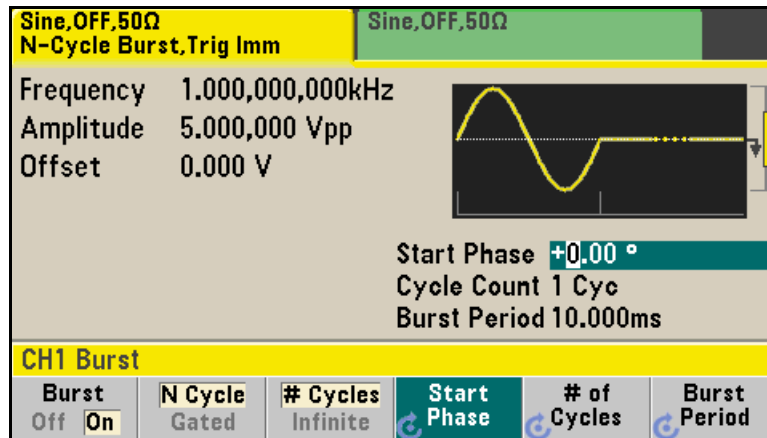 Sine,OFF,50Ω
N-Cycle Burst,Trig Imm
Sine,OFF,50Ω
Frequency 1.000,000,000kHz
Amplitude 5.000,000 Vpp
Offset 0.000 V
Start Phase +0.00 °
Cycle Count 1 Cyc
Burst Period 10.000ms
CH1 Burst
Burst
Off On
N Cycle
Gated
# Cycles
Infinite
Start
Phase
# of
Cycles
Burst
Period